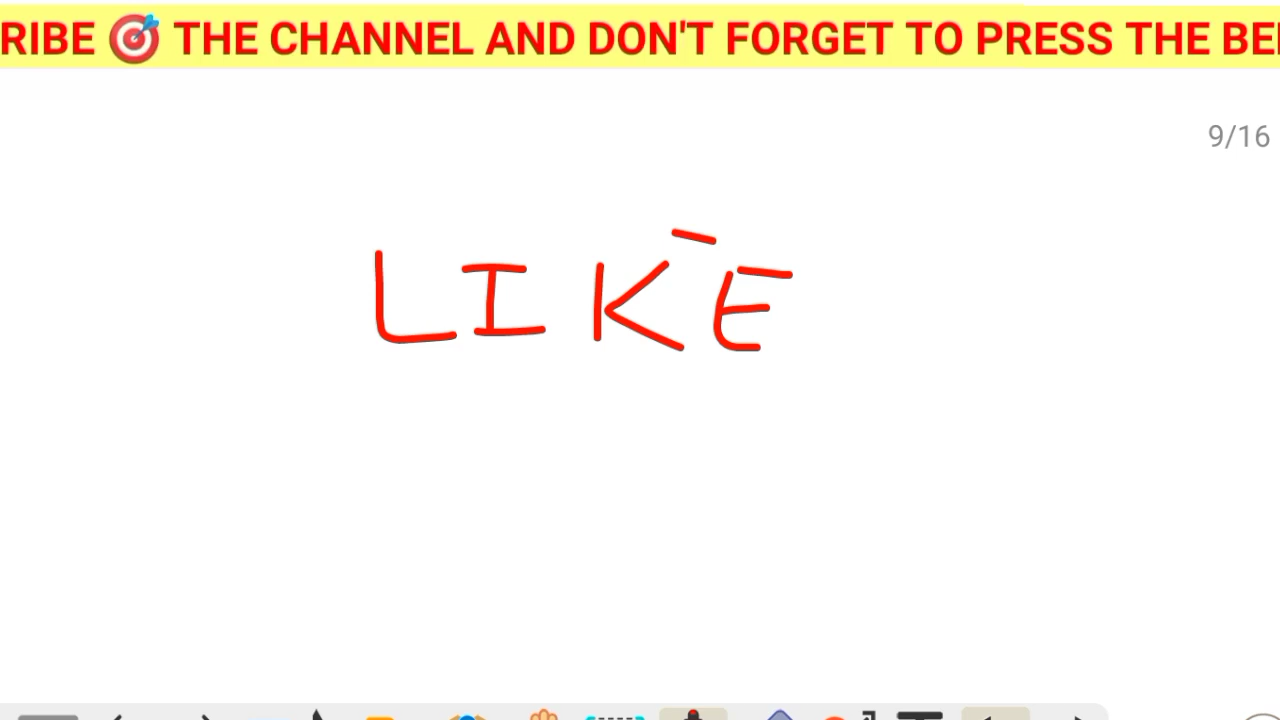 RIBE 🎯 THE CHANNEL AND DON'T FORGET TO PRESS THE BE
9/16
LIKE